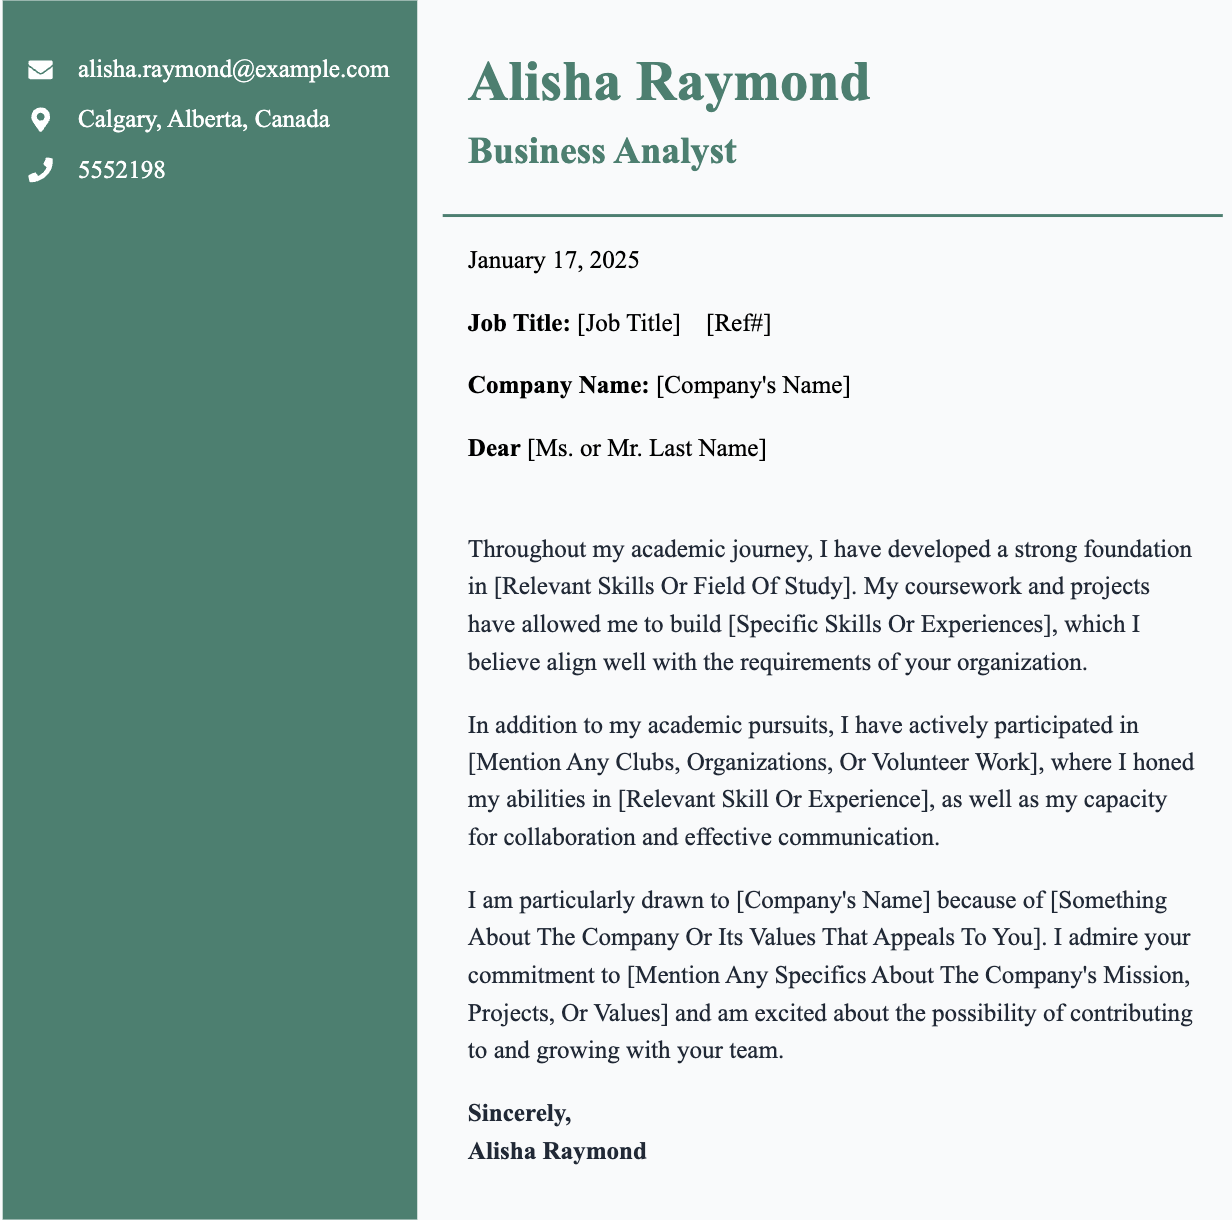 alisha.raymond@example.com
Calgary, Alberta, Canada
5552198
Alisha Raymond
Business Analyst
January 17, 2025
Job Title: [Job Title] [Ref#]
Company Name: [Company's Name]
Dear [Ms. or Mr. Last Name]
Throughout my academic journey, I have developed a strong foundation
in [Relevant Skills Or Field Of Study]. My coursework and projects
have allowed me to build [Specific Skills Or Experiences], which I
believe align well with the requirements of your organization.
In addition to my academic pursuits, I have actively participated in
[Mention Any Clubs, Organizations, Or Volunteer Work], where I honed
my abilities in [Relevant Skill Or Experience], as well as my capacity
for collaboration and effective communication.
I am particularly drawn to [Company's Name] because of [Something
About The Company Or Its Values That Appeals To You]. I admire your
commitment to [Mention Any Specifics About The Company's Mission,
Projects, Or Values] and am excited about the possibility of contributing
to and growing with your team.
Sincerely,
Alisha Raymond